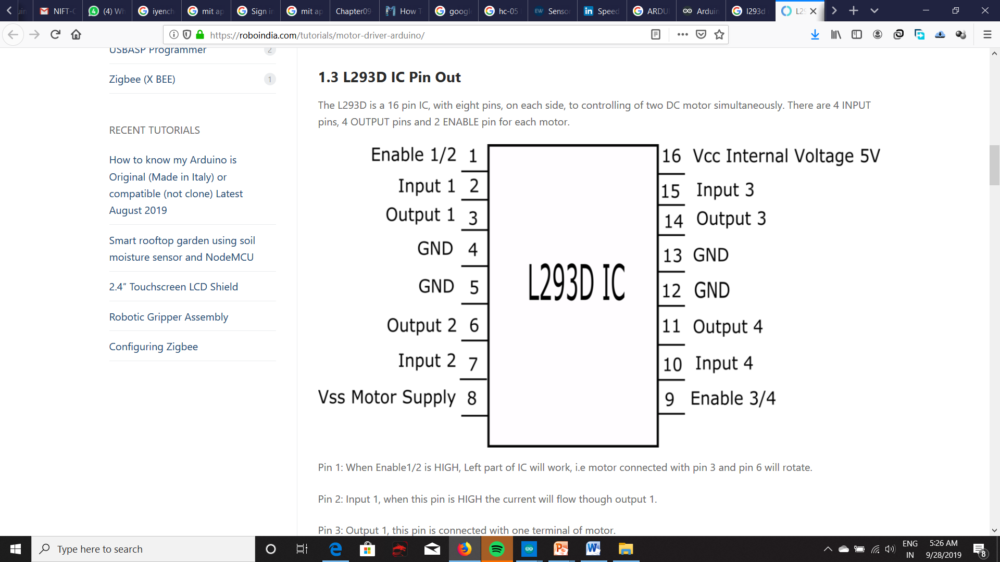 NIFT-C
(4) Wh
iyench
mit ap
Sign in
mit ap
Chapter09-
How T
googl
hc-05
Senso
Speed
ARDU
Arduin
l293d
L29
https://roboindia.com/tutorials/motor-driver-arduino/
USBASP Programmer 2
Zigbee (X BEE) 1
RECENT TUTORIALS
How to know my Arduino is
Original (Made in Italy) or
compatible (not clone) Latest
August 2019
Smart rooftop garden using soil
moisture sensor and NodeMCU
2.4″ Touchscreen LCD Shield
Robotic Gripper Assembly
Configuring Zigbee
1.3 L293D IC Pin Out
The L293D is a 16 pin IC, with eight pins, on each side, to controlling of two DC motor simultaneously. There are 4 INPUT
pins, 4 OUTPUT pins and 2 ENABLE pin for each motor.
Enable 1/2 1
Input 1 2
Output 1 3
GND 4
GND 5
Output 2 6
Input 2 7
Vss Motor Supply 8
L293D IC
16 Vcc Internal Voltage 5V
15 Input 3
14 Output 3
13 GND
12 GND
11 Output 4
10 Input 4
9 Enable 3/4
Pin 1: When Enable1/2 is HIGH, Left part of IC will work, i.e motor connected with pin 3 and pin 6 will rotate.
Pin 2: Input 1, when this pin is HIGH the current will flow though output 1.
Pin 3: Output 1, this pin is connected with one terminal of motor.
Type here to search
ENG
IN
5:26 AM
9/28/2019
8